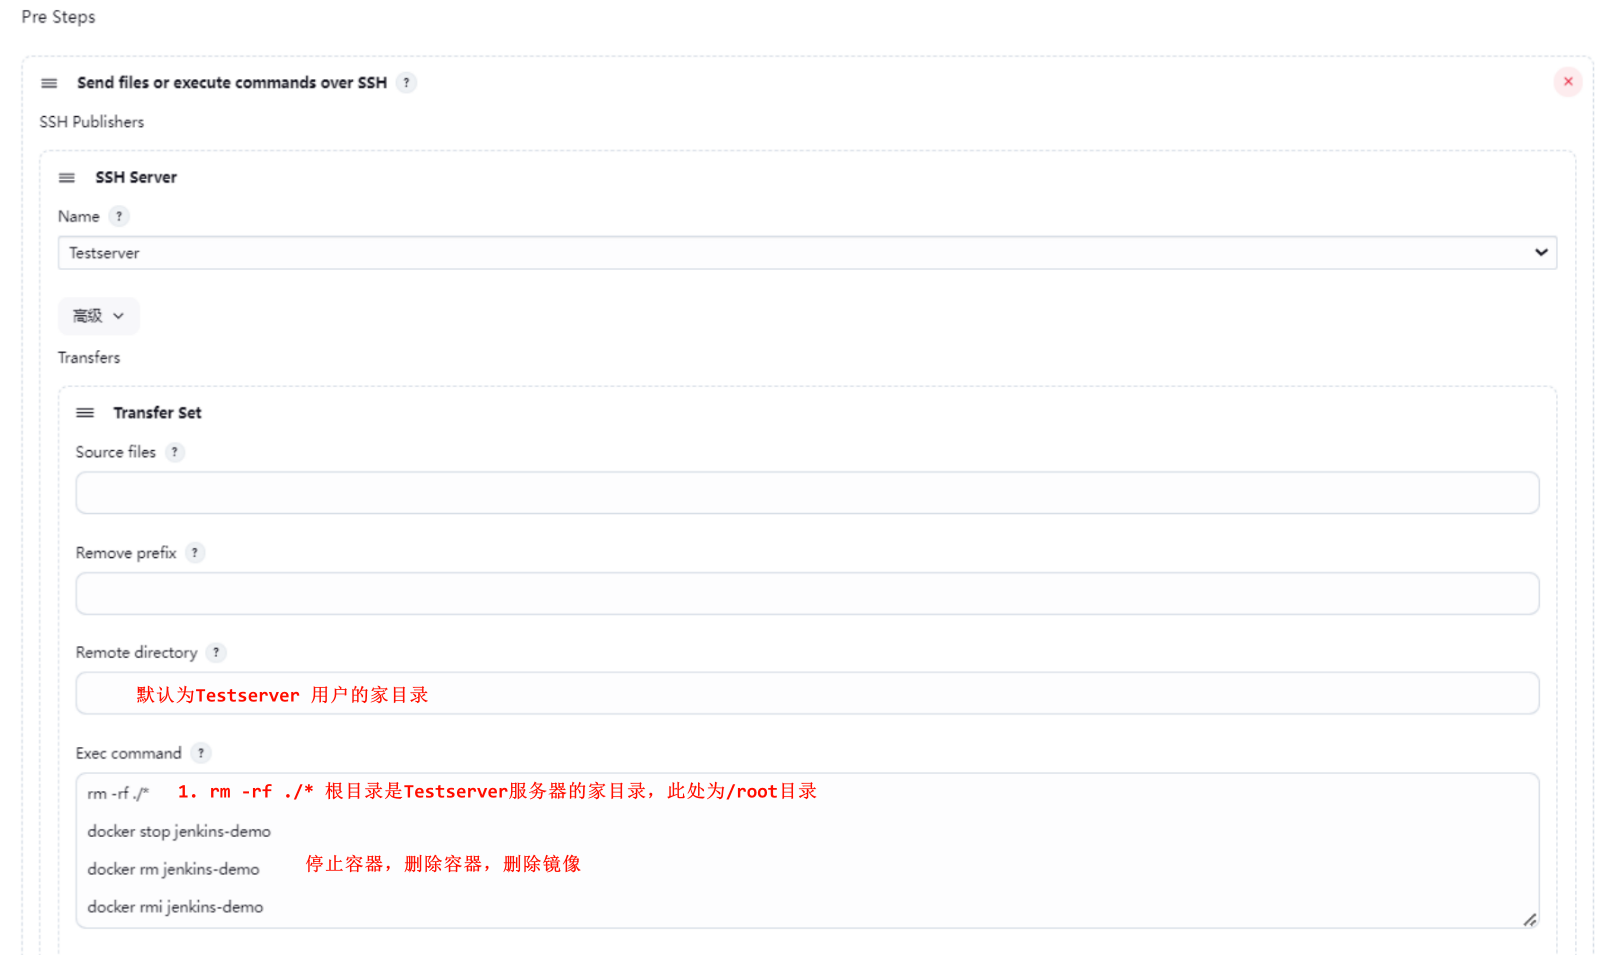 Pre Steps
Send files or execute commands over SSH ?
SSH Publishers
SSH Server
Name ?
Testserver
高级
Transfers
Transfer Set
Source files ?
Remove prefix ?
Remote directory ?
默认为Testserver 用户的家目录
Exec command ?
rm -rf ./* 1. rm -rf ./* 根目录是Testserver服务器的家目录，此处为/root目录
docker stop jenkins-demo
docker rm jenkins-demo 停止容器，删除容器，删除镜像
docker rmi jenkins-demo